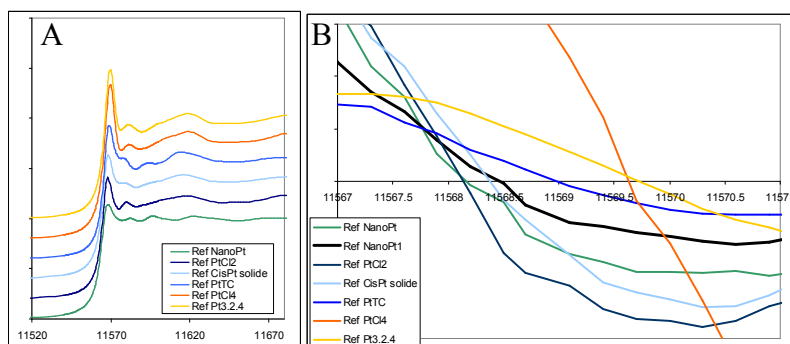 A
Ref NanoPt
Ref PtCl2
Ref CisPt solide
Ref PtTC
Ref PtCl4
Ref Pt3.2.4
11520 11570 11620 11670
B
11567 11567.5 11568 11568.5 11569 11569.5 11570 11570.5 1157
Ref NanoPt
Ref NanoPt1
Ref PtCl2
Ref CisPt solide
Ref PtTC
Ref PtCl4
Ref Pt3.2.4